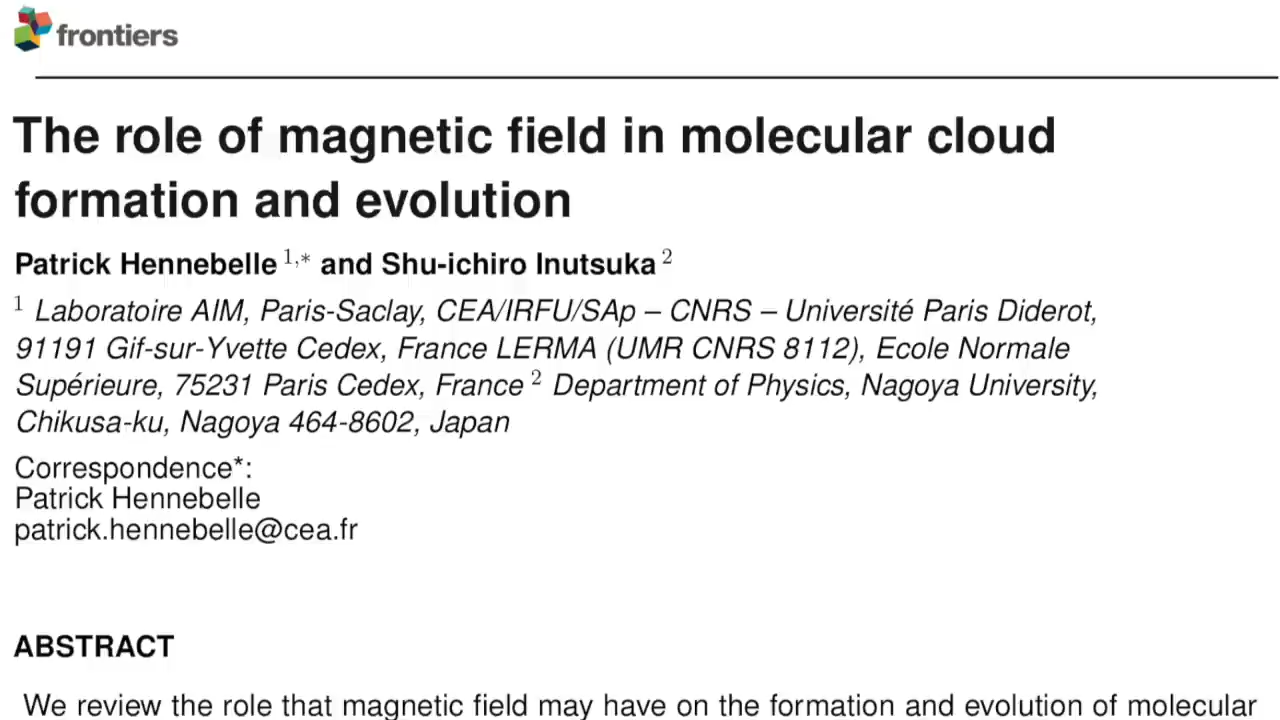 frontiers
The role of magnetic field in molecular cloud
formation and evolution
Patrick Hennebelle 1,* and Shu-ichiro Inutsuka 2
1 Laboratoire AIM, Paris-Saclay, CEA/IRFU/SAp – CNRS – Université Paris Diderot,
91191 Gif-sur-Yvette Cedex, France LERMA (UMR CNRS 8112), Ecole Normale
Supérieure, 75231 Paris Cedex, France 2 Department of Physics, Nagoya University,
Chikusa-ku, Nagoya 464-8602, Japan
Correspondence*:
Patrick Hennebelle
patrick.hennebelle@cea.fr
ABSTRACT
We review the role that magnetic field may have on the formation and evolution of molecular